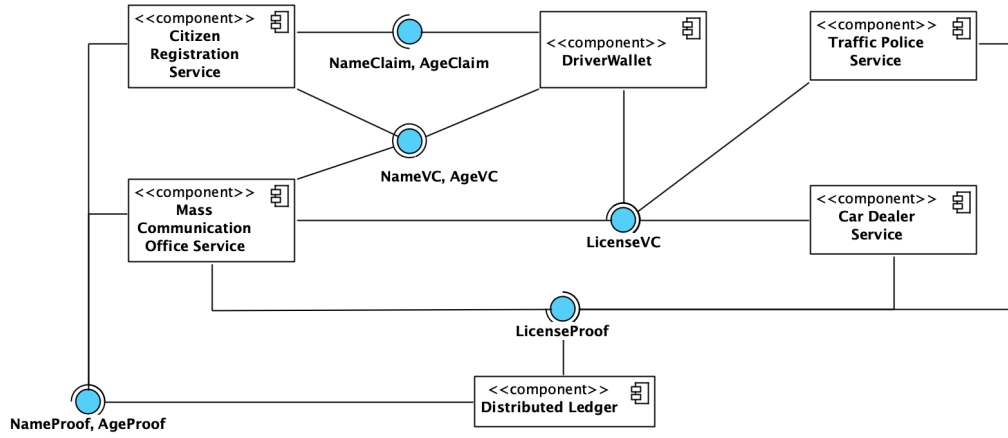 <<component>>
Citizen
Registration
Service
NameClaim, AgeClaim
<<component>>
DriverWallet
<<component>>
Traffic Police
Service
NameVC, AgeVC
<<component>>
Mass
Communication
Office Service
LicenseVC
<<component>>
Car Dealer
Service
LicenseProof
<<component>>
Distributed Ledger
NameProof, AgeProof